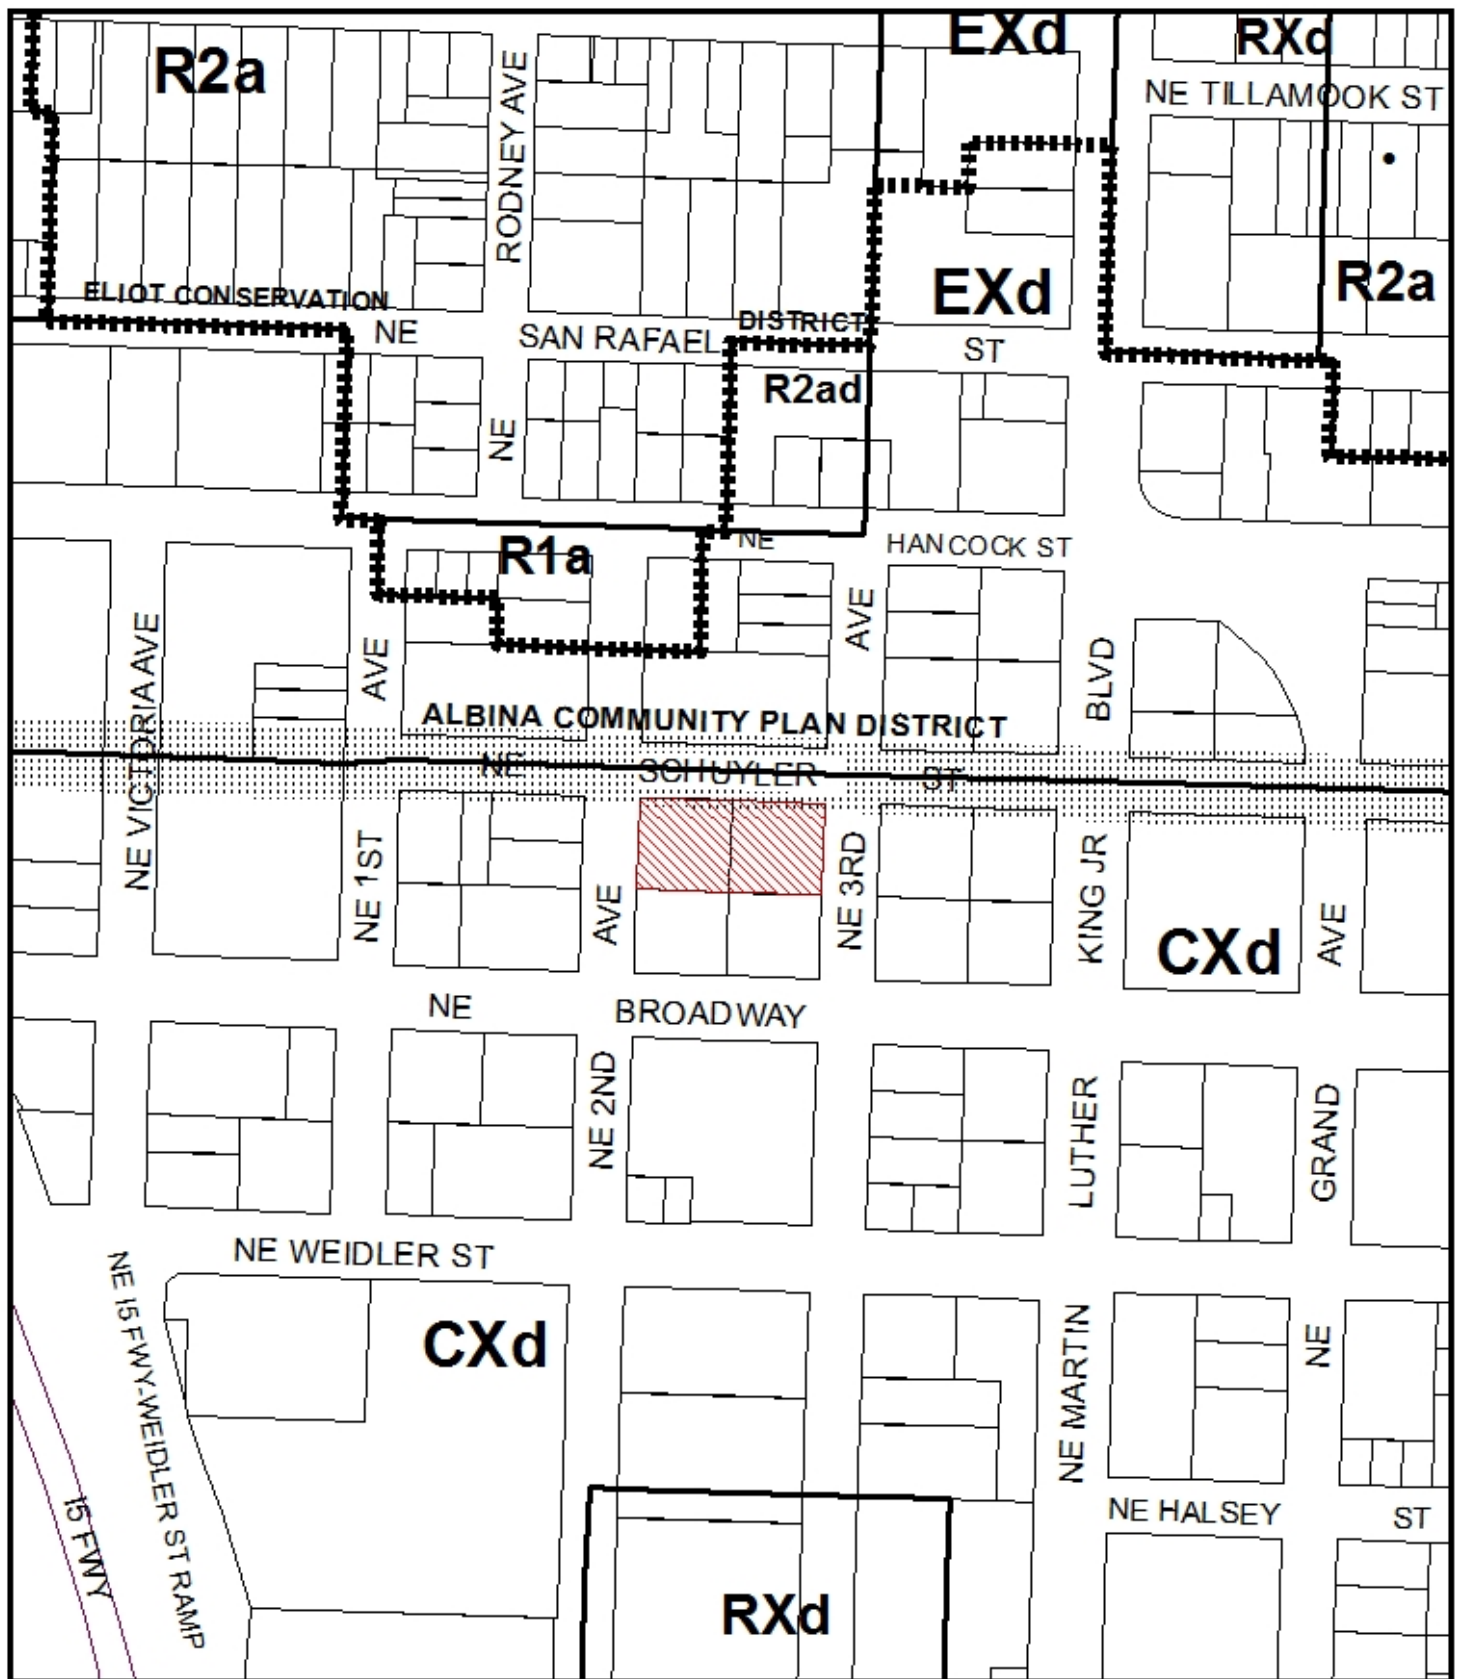 EXd
RXd
R2a
NE TILLAMOOK ST
RODNEY AVE
EXd
R2a
ELIOT CONSERVATION
DISTRICT
NE
SAN RAFAEL
ST
R2ad
NE
NE
HANCOCK ST
R1a
AVE
AVE
BLVD
NE VICTORIA AVE
ALBINA COMMUNITY PLAN DISTRICT
NE
SCHUYLER
ST
NE 1ST
AVE
NE 3RD
KING JR
CXd
AVE
NE
BROADWAY
NE 2ND
LUTHER
GRAND
NE WEIDLER ST
NE I5 FWY-WEIDLER ST RAMP
CXd
NE MARTIN
NE
I5 FWY
NE HALSEY
ST
RXd